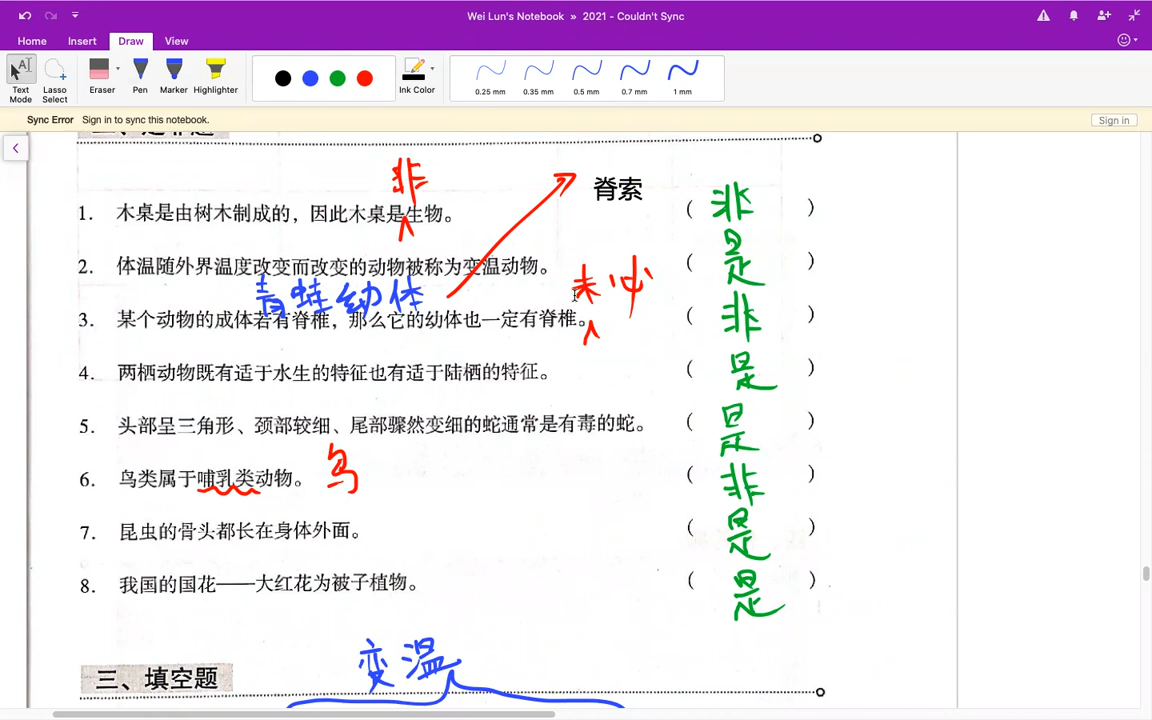 Wei Lun's Notebook » 2021 - Couldn't Sync
Home Insert Draw View
Text Mode
Lasso Select
Eraser
Pen
Marker
Highlighter
Ink Color
0.25 mm 0.35 mm 0.5 mm 0.7 mm 1 mm
Sync Error Sign in to sync this notebook. Sign in
二、是非题
非
脊索
1. 木桌是由树木制成的，因此木桌是生物。 ( 非 )
2. 体温随外界温度改变而改变的动物被称为变温动物。 ( 是 )
青蛙幼体
未必
3. 某个动物的成体若有脊椎，那么它的幼体也一定有脊椎。 ( 非 )
4. 两栖动物既有适于水生的特征也有适于陆栖的特征。 ( 是 )
5. 头部呈三角形、颈部较细、尾部骤然变细的蛇通常是有毒的蛇。 ( 是 )
6. 鸟类属于哺乳类动物。 鸟 ( 非 )
7. 昆虫的骨头都长在身体外面。 ( 是 )
8. 我国的国花——大红花为被子植物。 ( 是 )
变温
三、填空题